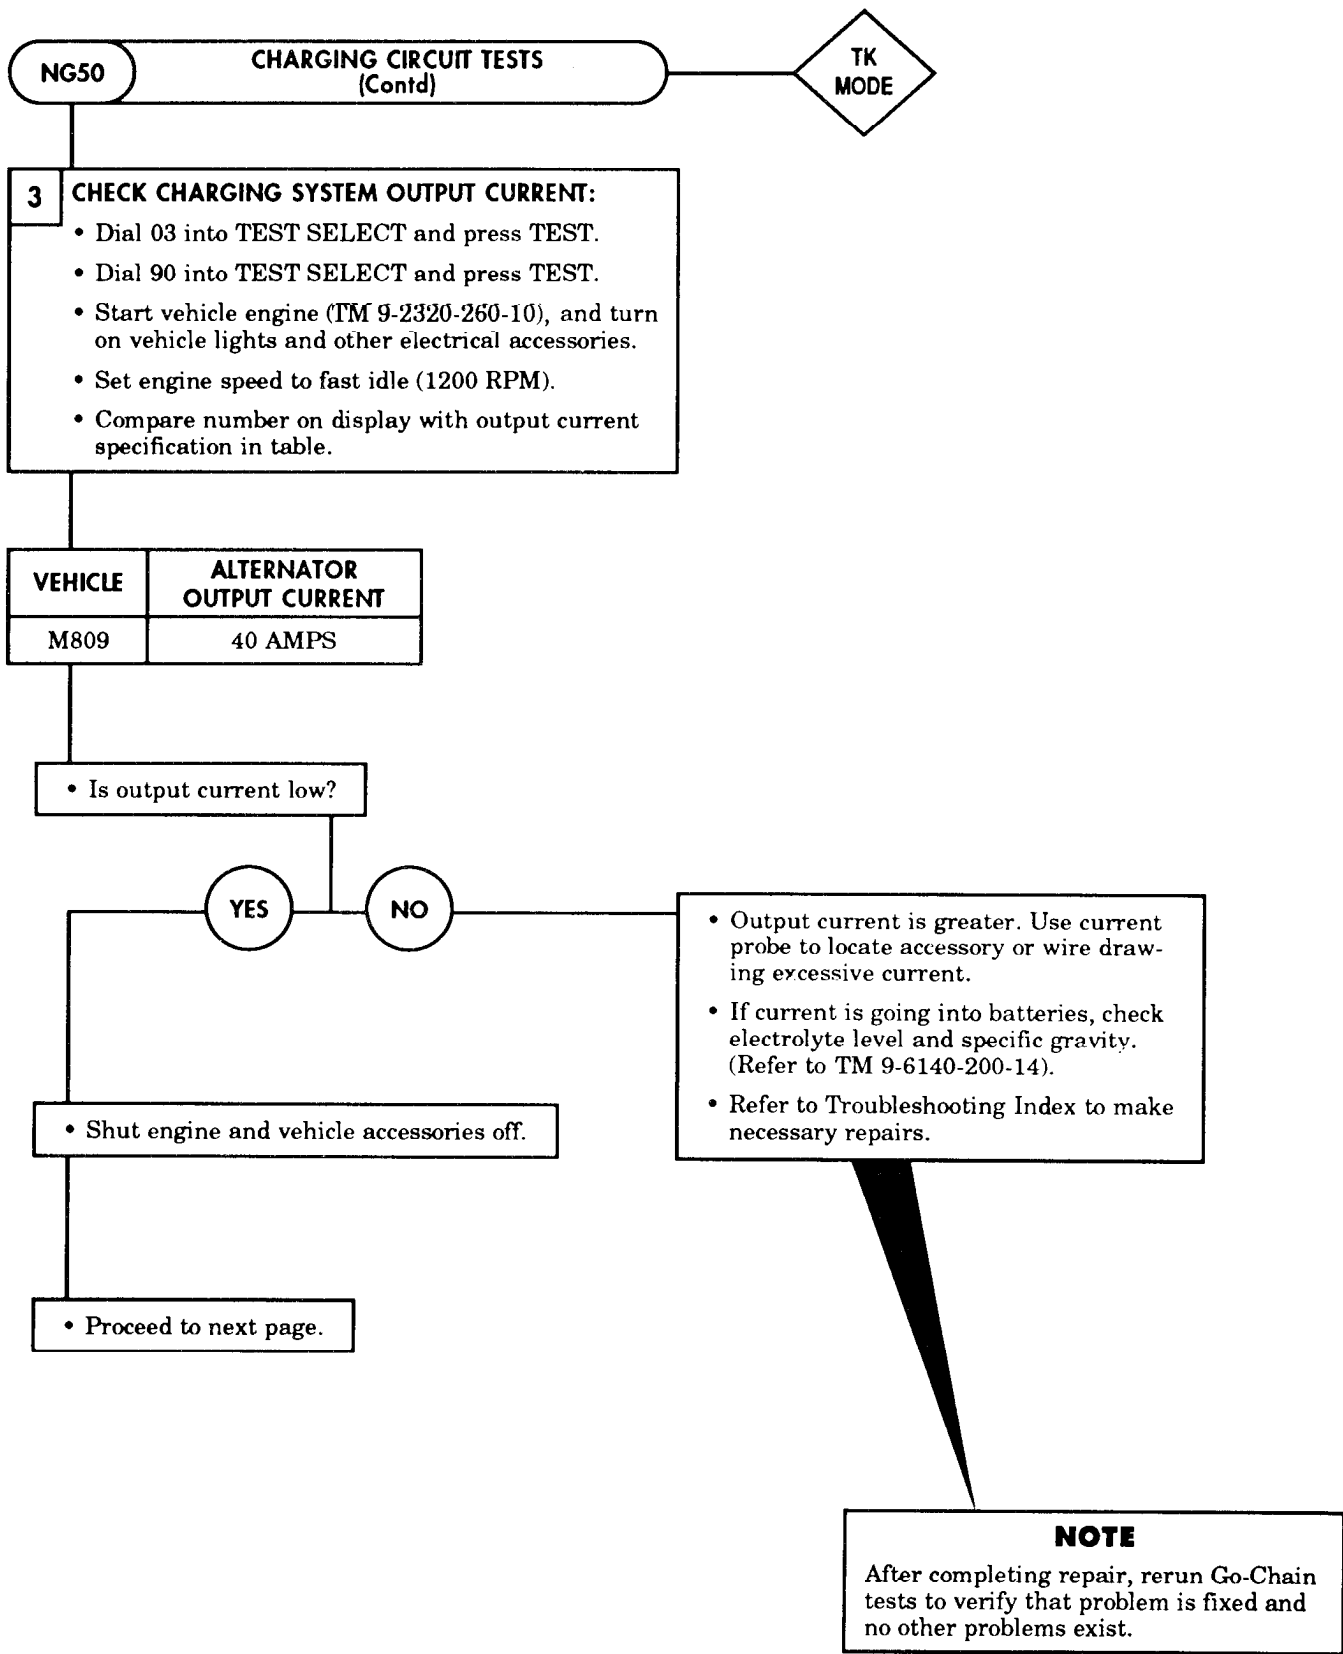 NG50
CHARGING CIRCUIT TESTS
(Contd)
TK
MODE
3
CHECK CHARGING SYSTEM OUTPUT CURRENT:
• Dial 03 into TEST SELECT and press TEST.
• Dial 90 into TEST SELECT and press TEST.
• Start vehicle engine (TM 9-2320-260-10), and turn
on vehicle lights and other electrical accessories.
• Set engine speed to fast idle (1200 RPM).
• Compare number on display with output current
specification in table.
VEHICLE
ALTERNATOR
OUTPUT CURRENT
M809
40 AMPS
• Is output current low?
YES
NO
• Output current is greater. Use current
probe to locate accessory or wire draw-
ing excessive current.
• If current is going into batteries, check
electrolyte level and specific gravity.
(Refer to TM 9-6140-200-14).
• Refer to Troubleshooting Index to make
necessary repairs.
• Shut engine and vehicle accessories off.
• Proceed to next page.
NOTE
After completing repair, rerun Go-Chain
tests to verify that problem is fixed and
no other problems exist.